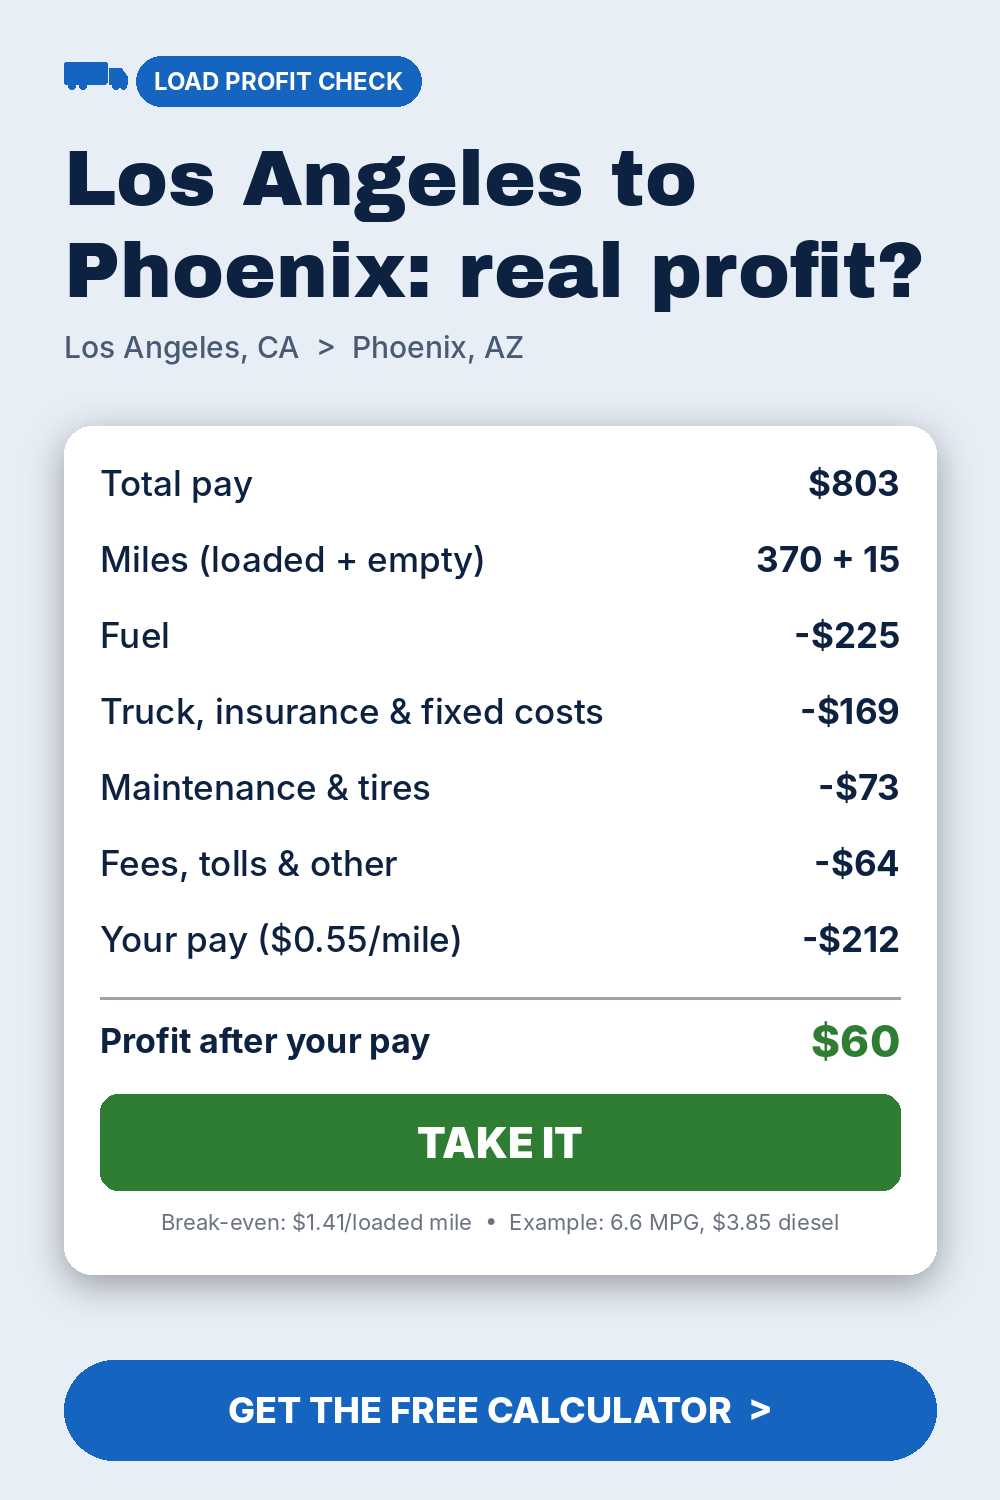 LOAD PROFIT CHECK
Los Angeles to
Phoenix: real profit?
Los Angeles, CA > Phoenix, AZ
Total pay $803
Miles (loaded + empty) 370 + 15
Fuel -$225
Truck, insurance & fixed costs -$169
Maintenance & tires -$73
Fees, tolls & other -$64
Your pay ($0.55/mile) -$212
Profit after your pay $60
TAKE IT
Break-even: $1.41/loaded mile • Example: 6.6 MPG, $3.85 diesel
GET THE FREE CALCULATOR >